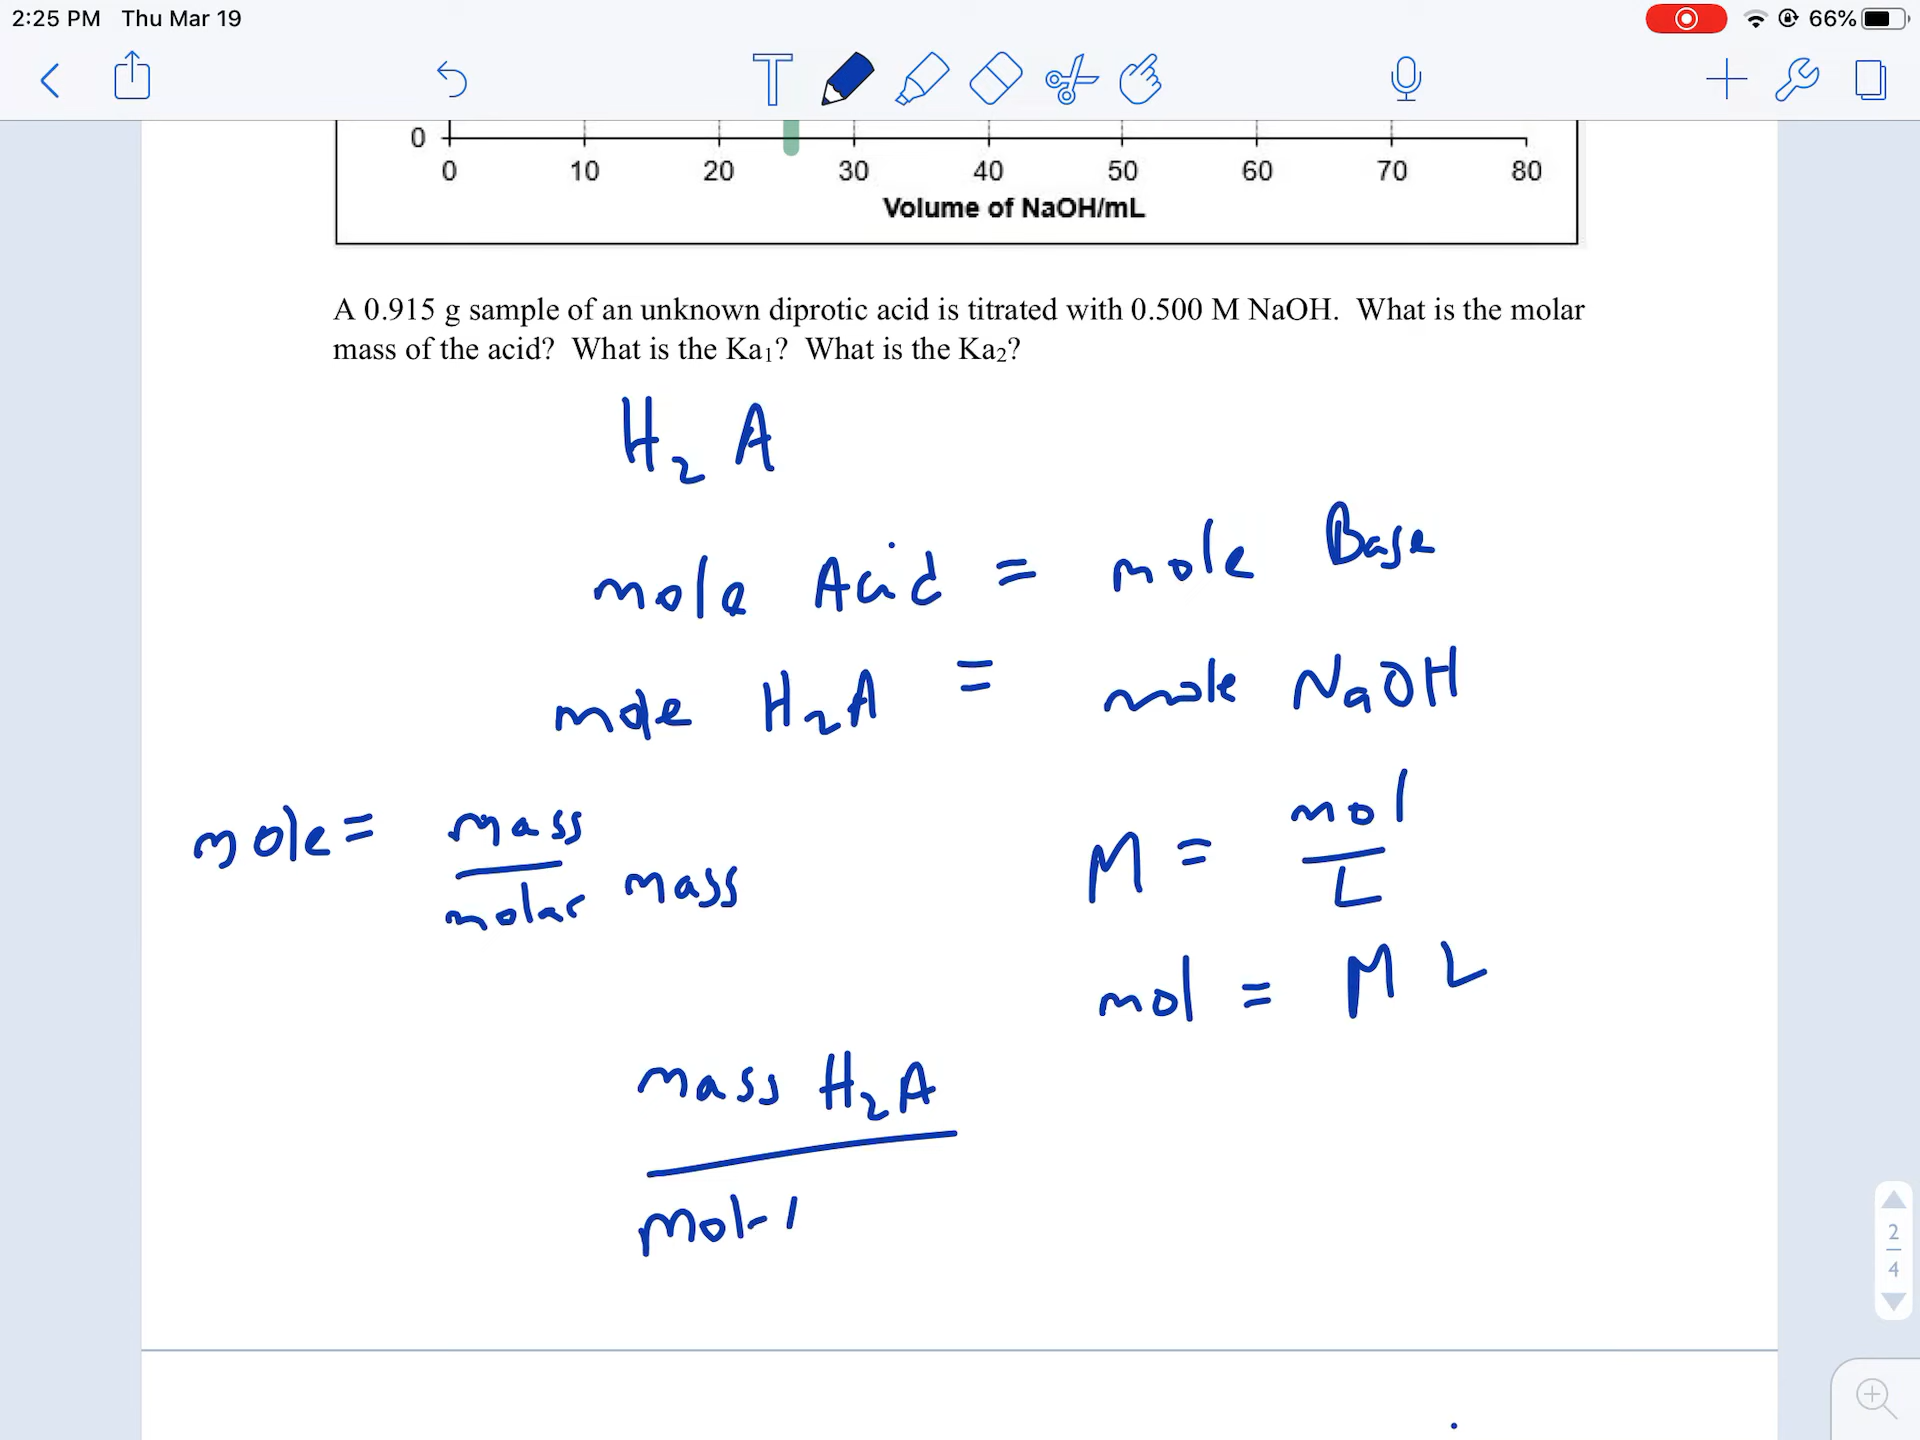 2:25 PM Thu Mar 19 66%
T
0
0 10 20 30 40 50 60 70 80
Volume of NaOH/mL
A 0.915 g sample of an unknown diprotic acid is titrated with 0.500 M NaOH. What is the molar
mass of the acid? What is the Ka₁? What is the Ka₂?
H₂A
mole Acid = mole Base
mole H₂A = mole NaOH
mole = mass
molar mass
M = mol
L
mol = M L
mass H₂A
2
4